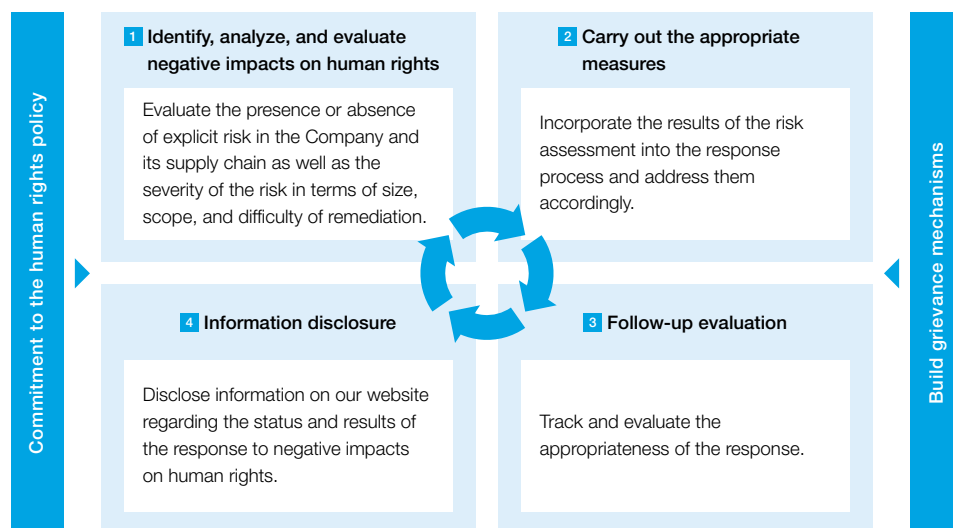 Commitment to the human rights policy
1 Identify, analyze, and evaluate
negative impacts on human rights
Evaluate the presence or absence
of explicit risk in the Company and
its supply chain as well as the
severity of the risk in terms of size,
scope, and difficulty of remediation.
2 Carry out the appropriate
measures
Incorporate the results of the risk
assessment into the response
process and address them
accordingly.
4 Information disclosure
Disclose information on our website
regarding the status and results of
the response to negative impacts
on human rights.
3 Follow-up evaluation
Track and evaluate the
appropriateness of the response.
Build grievance mechanisms